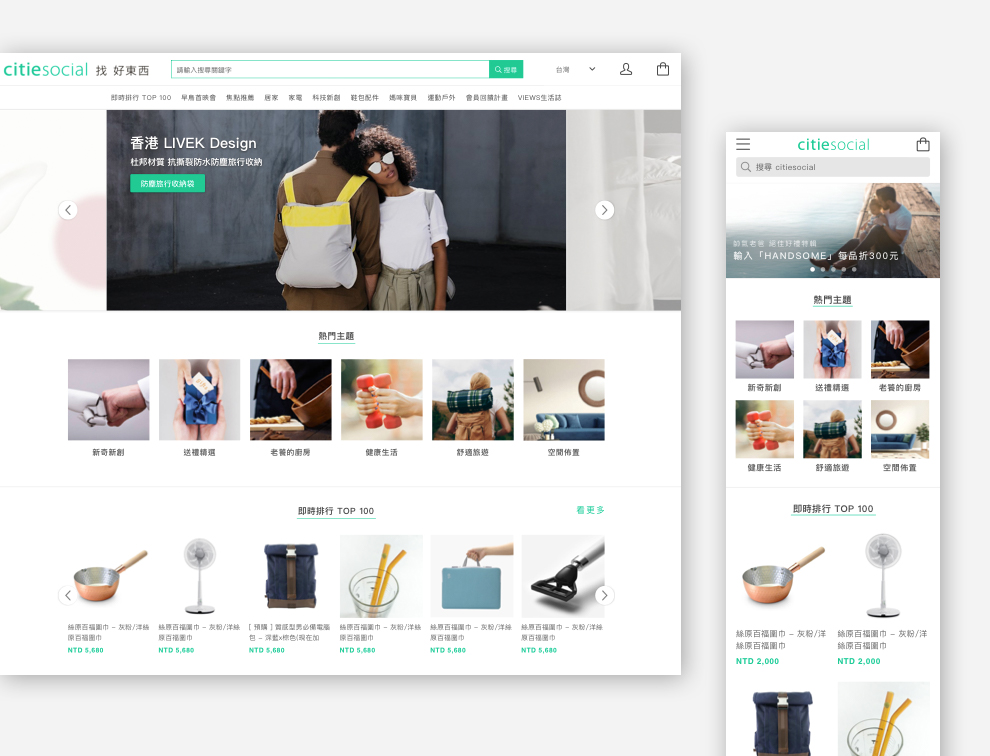 citiesocial 找 好東西
請輸入搜尋關鍵字
搜尋
台灣
即時排行 TOP 100 早鳥首映會 焦點推薦 居家 家電 科技新創 鞋包配件 媽咪寶貝 運動戶外 會員回饋計畫 VIEWS生活誌
香港 LIVEK Design
杜邦材質 抗撕裂防水防塵旅行收納
防塵旅行收納袋
熱門主題
新奇新創 送禮精選 老饕的廚房 健康生活 舒適旅遊 空間佈置
即時排行 TOP 100
看更多
絲原百福圍巾 – 灰粉/洋絲原百福圍巾
NTD 5,680
絲原百福圍巾 – 灰粉/洋絲原百福圍巾
NTD 5,680
[ 預購 ] 質感型男必備電腦包 – 深藍x棕色(現在加
NTD 5,680
絲原百福圍巾 – 灰粉/洋絲原百福圍巾
NTD 5,680
絲原百福圍巾 – 灰粉/洋絲原百福圍巾
NTD 5,680
絲原百福圍巾 – 灰粉/洋絲原百福圍巾
NTD 5,680
citiesocial
搜尋 citiesocial
帥氣老爸 絕佳好禮特輯
輸入「HANDSOME」每品折300元
熱門主題
新奇新創 送禮精選 老饕的廚房
健康生活 舒適旅遊 空間佈置
即時排行 TOP 100
絲原百福圍巾 – 灰粉/洋
絲原百福圍巾
NTD 2,000
絲原百福圍巾 – 灰粉/洋
絲原百福圍巾
NTD 2,000